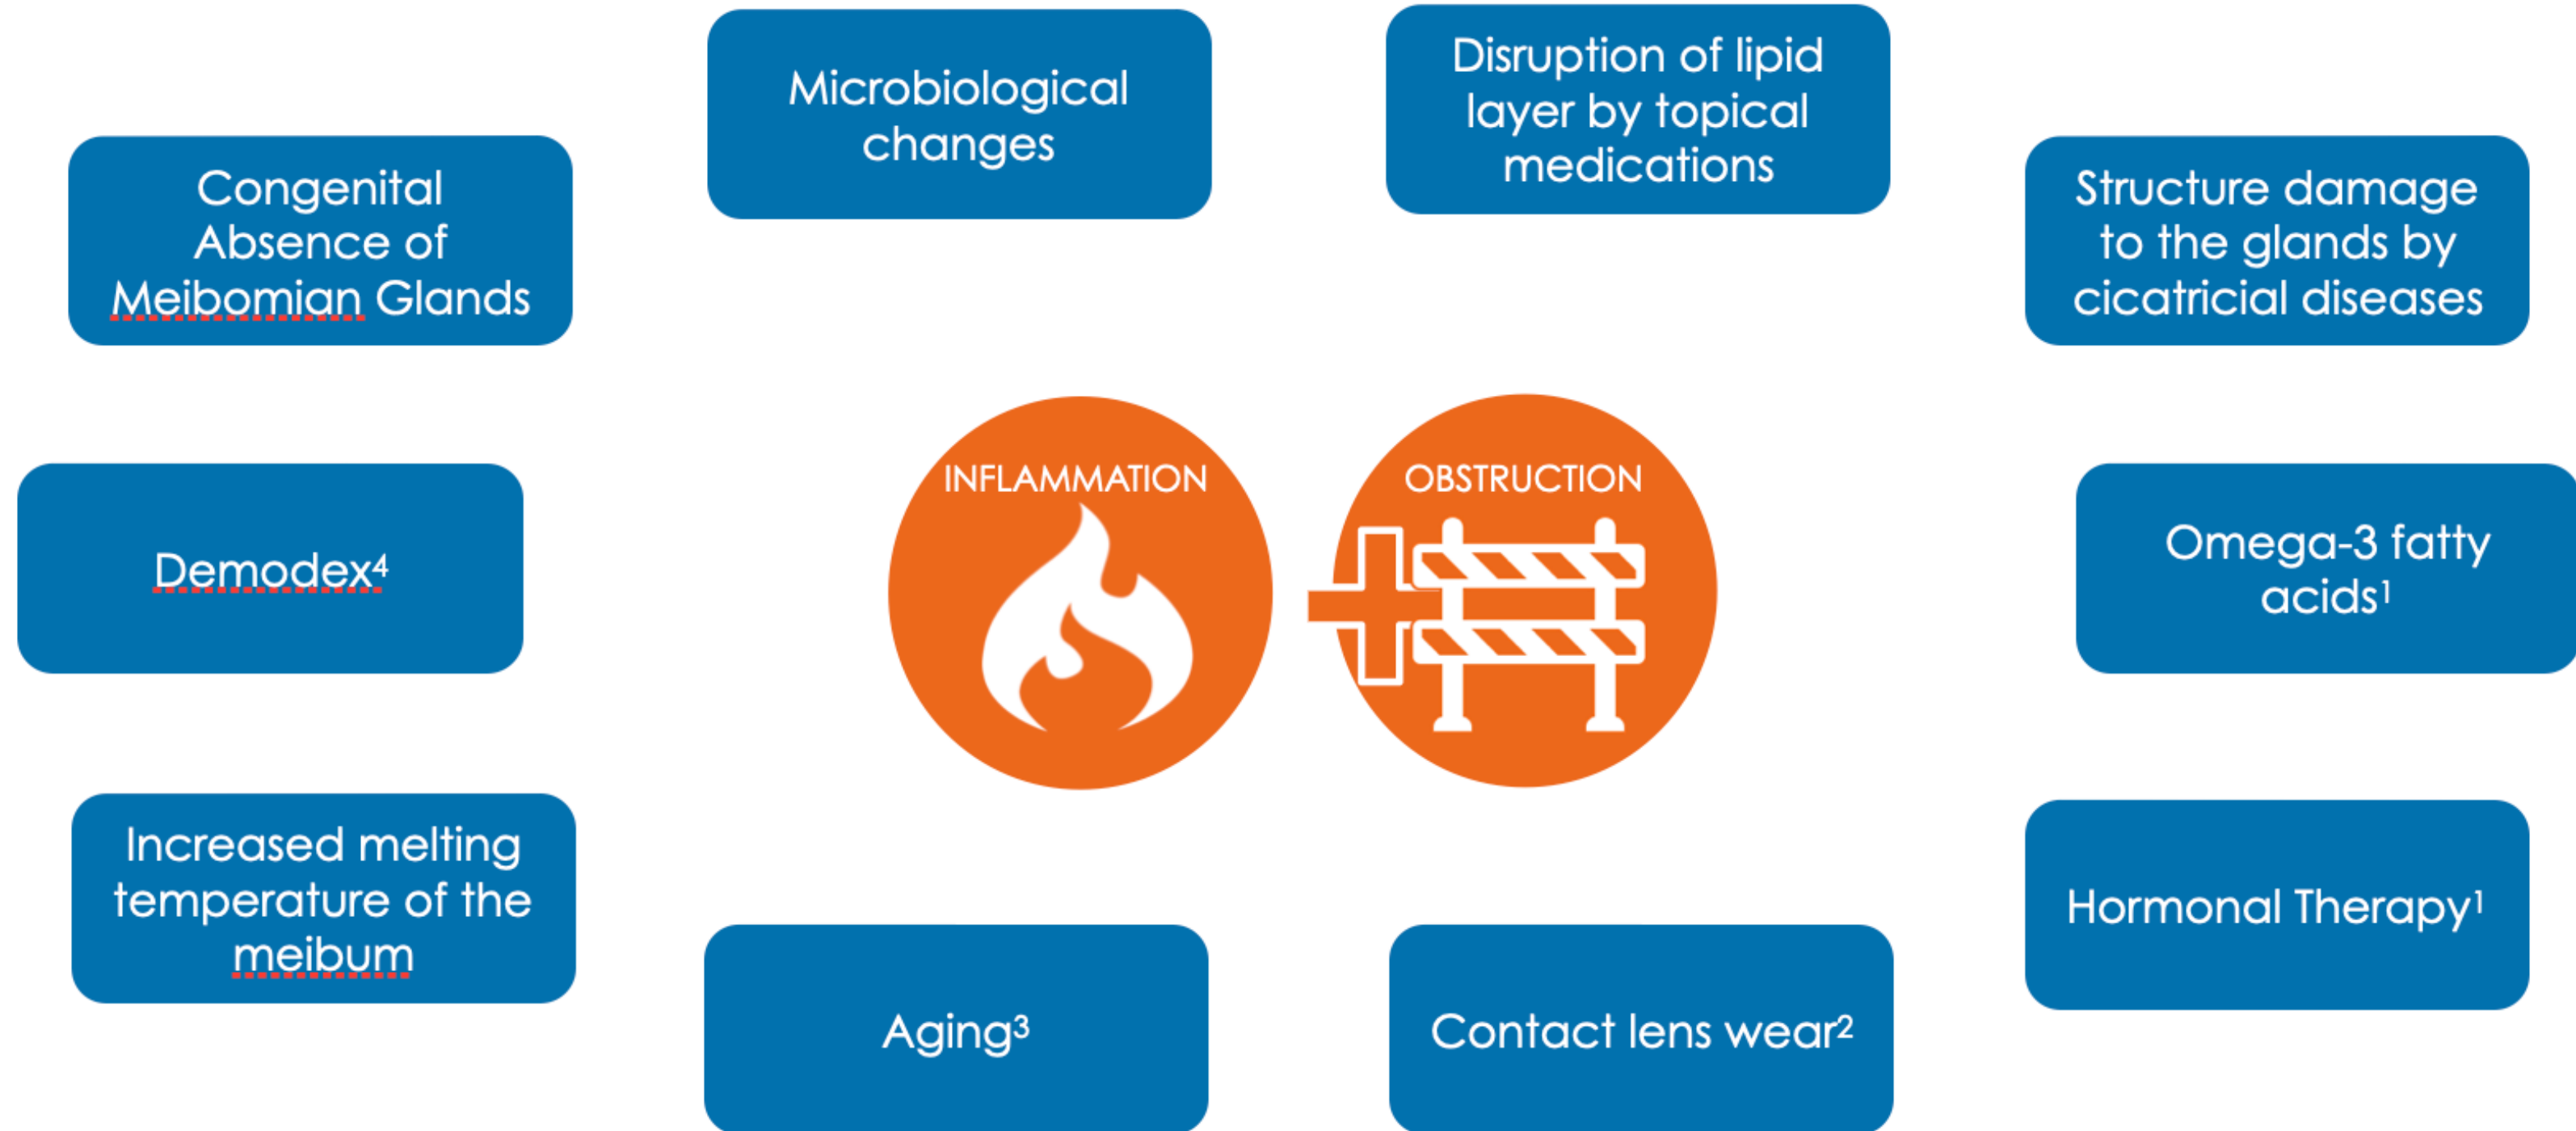 Microbiological
changes
Disruption of lipid
layer by topical
medications
Congenital
Absence of
Meibomian Glands
Structure damage
to the glands by
cicatricial diseases
INFLAMMATION
OBSTRUCTION
Demodex⁴
Omega-3 fatty
acids¹
Increased melting
temperature of the
meibum
Hormonal Therapy¹
Aging³
Contact lens wear²